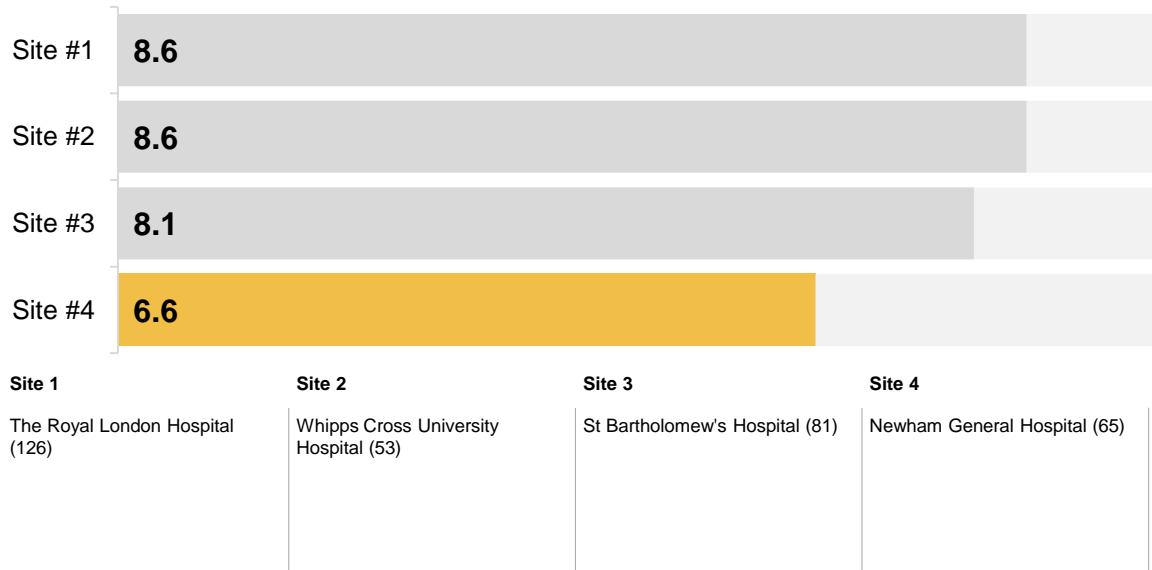 Site #1 8.6
Site #2 8.6
Site #3 8.1
Site #4 6.6
Site 1
The Royal London Hospital
(126)
Site 2
Whipps Cross University
Hospital (53)
Site 3
St Bartholomew's Hospital (81)
Site 4
Newham General Hospital (65)